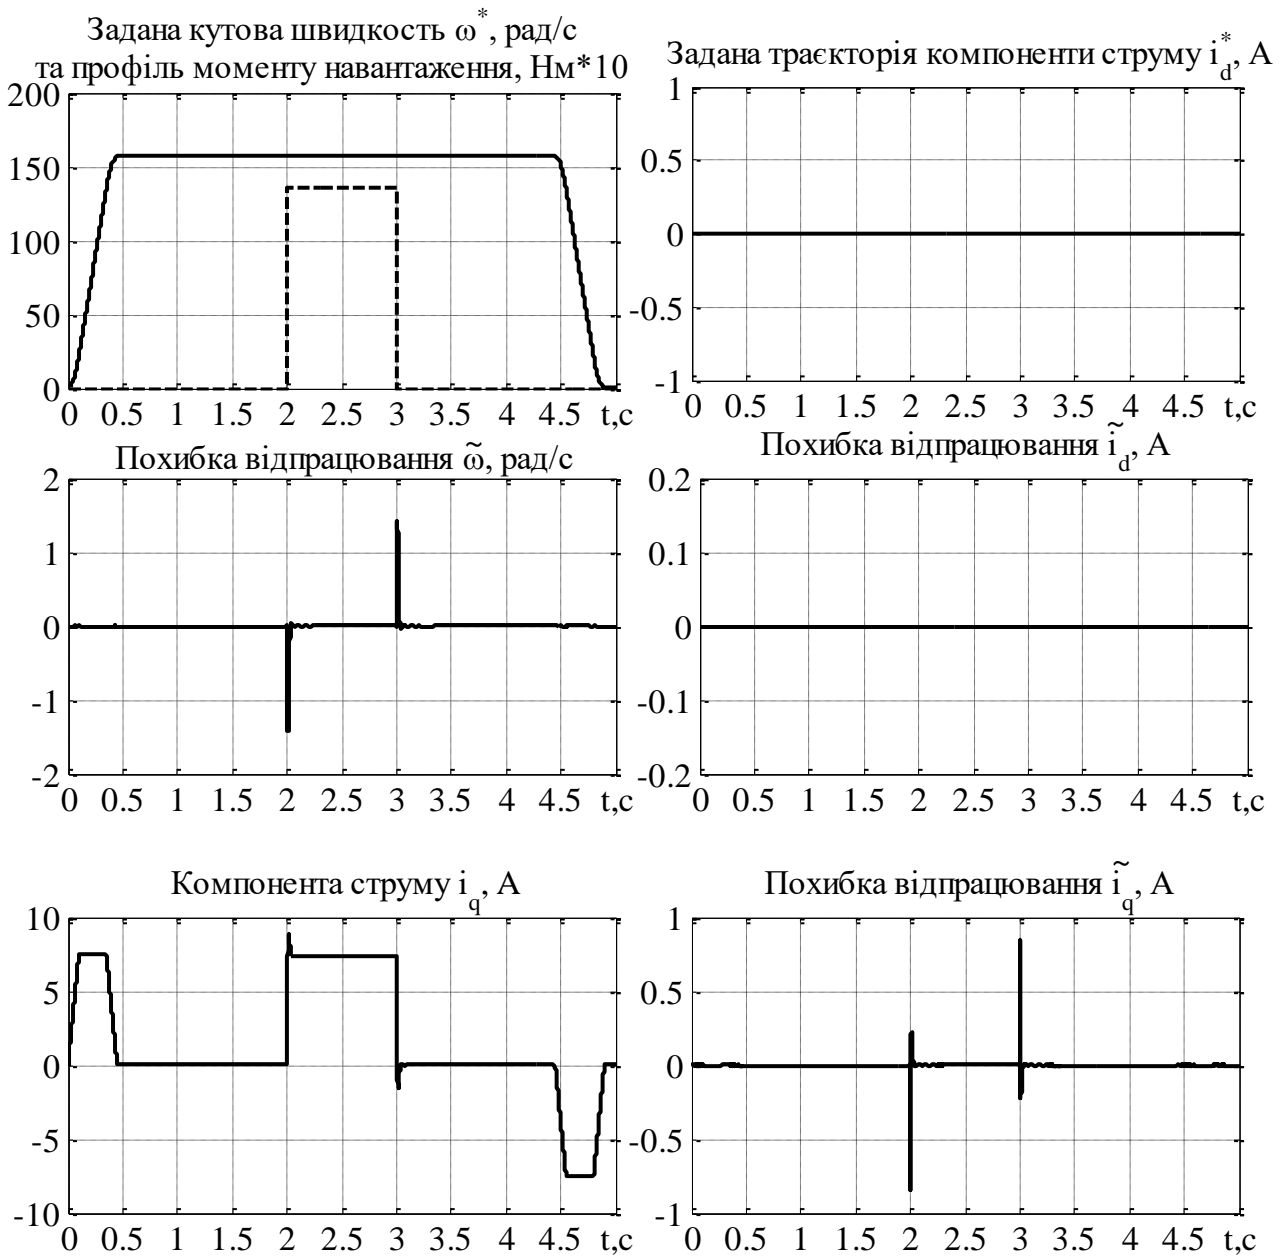 Задана кутова швидкость ω*, рад/с
та профіль моменту навантаження, Нм*10
200
150
100
50
0
0 0.5 1 1.5 2 2.5 3 3.5 4 4.5 t,c
Задана траєкторія компоненти струму i*d, A
1
0.5
0
-0.5
-1
0 0.5 1 1.5 2 2.5 3 3.5 4 4.5 t,c
Похибка відпрацювання ω̃, рад/с
2
1
0
-1
-2
0 0.5 1 1.5 2 2.5 3 3.5 4 4.5 t,c
Похибка відпрацювання ĩd, A
0.2
0.1
0
-0.1
-0.2
0 0.5 1 1.5 2 2.5 3 3.5 4 4.5 t,c
Компонента струму iq, A
10
5
0
-5
-10
0 0.5 1 1.5 2 2.5 3 3.5 4 4.5 t,c
Похибка відпрацювання ĩq, A
1
0.5
0
-0.5
-1
0 0.5 1 1.5 2 2.5 3 3.5 4 4.5 t,c